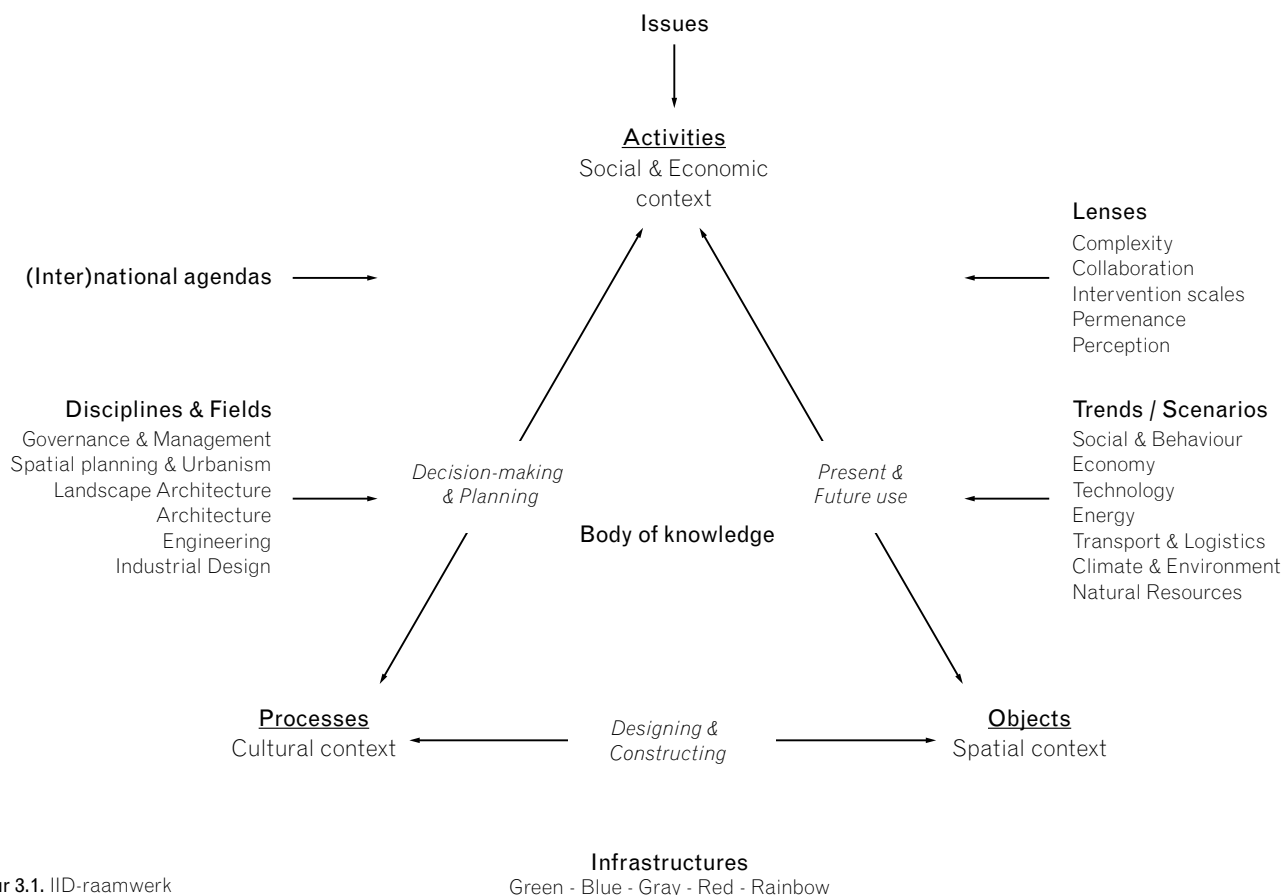 Issues
Activities
Social & Economic
context
(Inter)national agendas
Lenses
Complexity
Collaboration
Intervention scales
Permenance
Perception
Disciplines & Fields
Governance & Management
Spatial planning & Urbanism
Landscape Architecture
Architecture
Engineering
Industrial Design
Decision-making
& Planning
Present &
Future use
Trends / Scenarios
Social & Behaviour
Economy
Technology
Energy
Transport & Logistics
Climate & Environment
Natural Resources
Body of knowledge
Processes
Cultural context
Designing &
Constructing
Objects
Spatial context
Infrastructures
Green - Blue - Gray - Red - Rainbow
3.1. IID-raamwerk